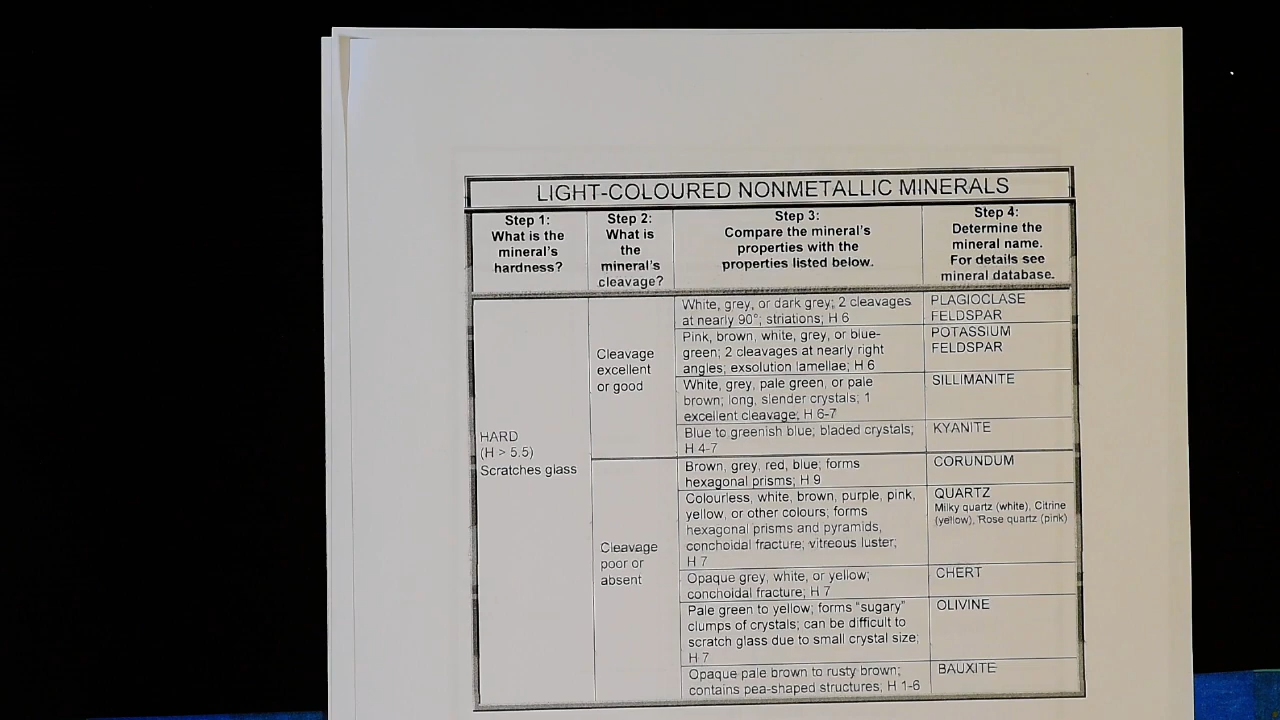 LIGHT-COLOURED NONMETALLIC MINERALS
Step 1:
What is the
mineral's
hardness?
Step 2:
What is
the
mineral's
cleavage?
Step 3:
Compare the mineral's
properties with the
properties listed below.
Step 4:
Determine the
mineral name.
For details see
mineral database.
HARD
(H > 5.5)
Scratches glass
Cleavage
excellent
or good
White, grey, or dark grey; 2 cleavages
at nearly 90°; striations; H 6
PLAGIOCLASE
FELDSPAR
Pink, brown, white, grey, or blue-
green; 2 cleavages at nearly right
angles; exsolution lamellae; H 6
POTASSIUM
FELDSPAR
White, grey, pale green, or pale
brown; long, slender crystals; 1
excellent cleavage; H 6-7
SILLIMANITE
Blue to greenish blue; bladed crystals;
H 4-7
KYANITE
Cleavage
poor or
absent
Brown, grey, red, blue; forms
hexagonal prisms; H 9
CORUNDUM
Colourless, white, brown, purple, pink,
yellow, or other colours; forms
hexagonal prisms and pyramids,
conchoidal fracture; vitreous luster;
H 7
QUARTZ
Milky quartz (white), Citrine
(yellow), Rose quartz (pink)
Opaque grey, white, or yellow;
conchoidal fracture; H 7
CHERT
Pale green to yellow; forms "sugary"
clumps of crystals; can be difficult to
scratch glass due to small crystal size;
H 7
OLIVINE
Opaque pale brown to rusty brown;
contains pea-shaped structures; H 1-6
BAUXITE